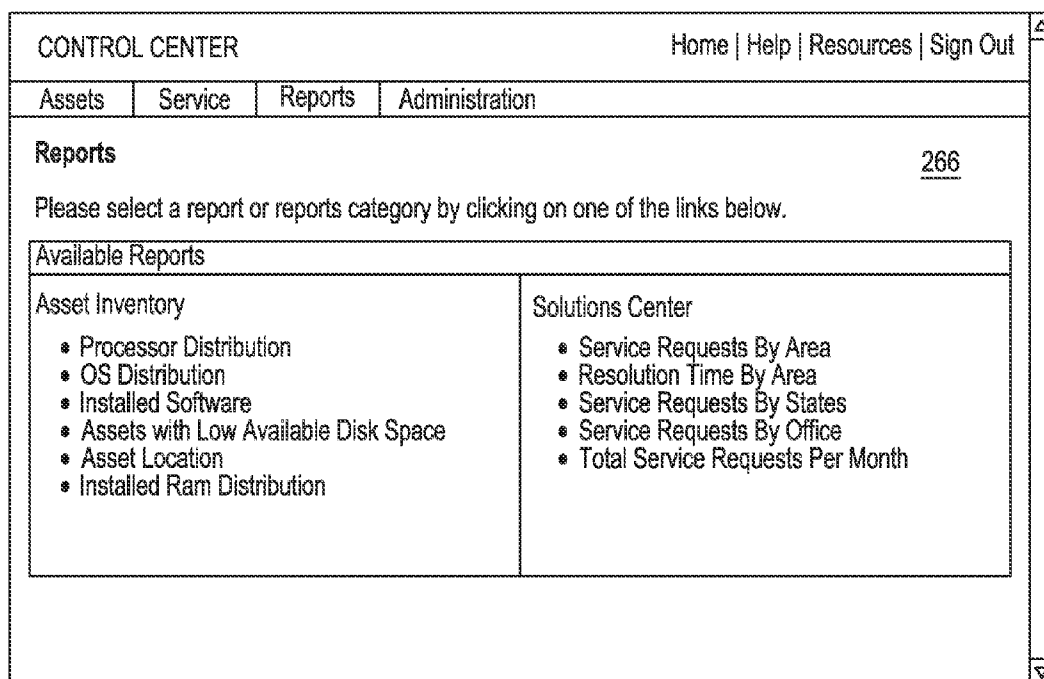 CONTROL CENTER
Home | Help | Resources | Sign Out
Assets
Service
Reports
Administration
Reports
266
Please select a report or reports category by clicking on one of the links below.
Available Reports
Asset Inventory
• Processor Distribution
• OS Distribution
• Installed Software
• Assets with Low Available Disk Space
• Asset Location
• Installed Ram Distribution
Solutions Center
• Service Requests By Area
• Resolution Time By Area
• Service Requests By States
• Service Requests By Office
• Total Service Requests Per Month